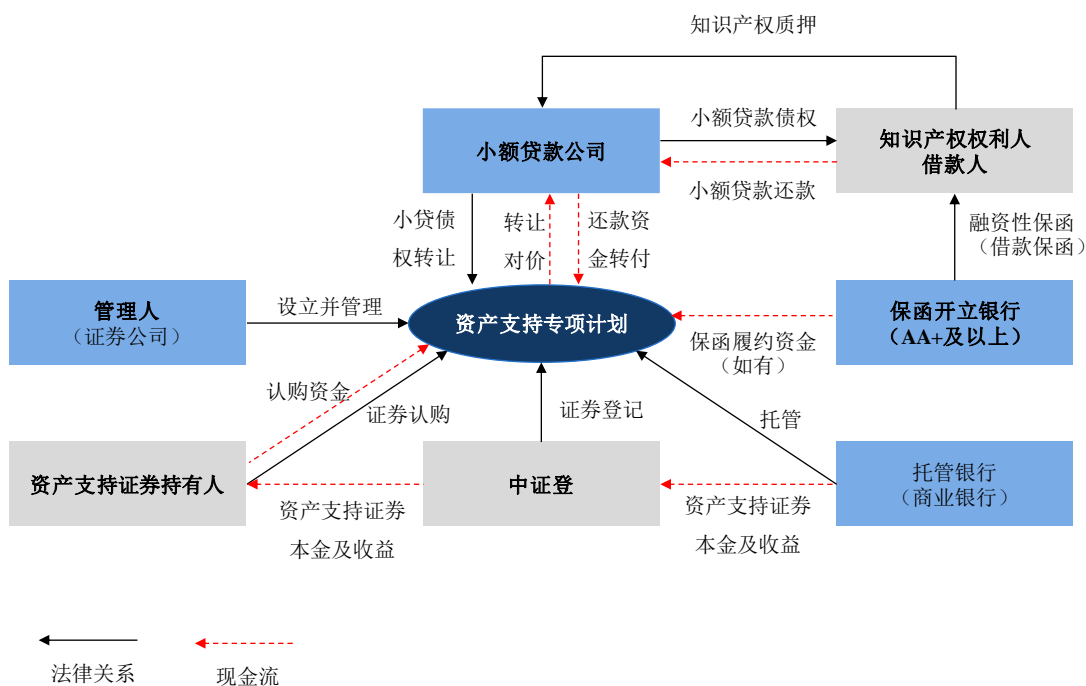 知识产权质押
小额贷款公司
小额贷款债权
知识产权权利人
借款人
小额贷款还款
小贷债
权转让
转让
对价
还款资
金转付
融资性保函
（借款保函）
管理人
（证券公司）
设立并管理
资产支持专项计划
保函履约资金
（如有）
保函开立银行
（AA+及以上）
认购资金
证券认购
证券登记
托管
资产支持证券持有人
资产支持证券
本金及收益
中证登
资产支持证券
本金及收益
托管银行
（商业银行）
法律关系
现金流